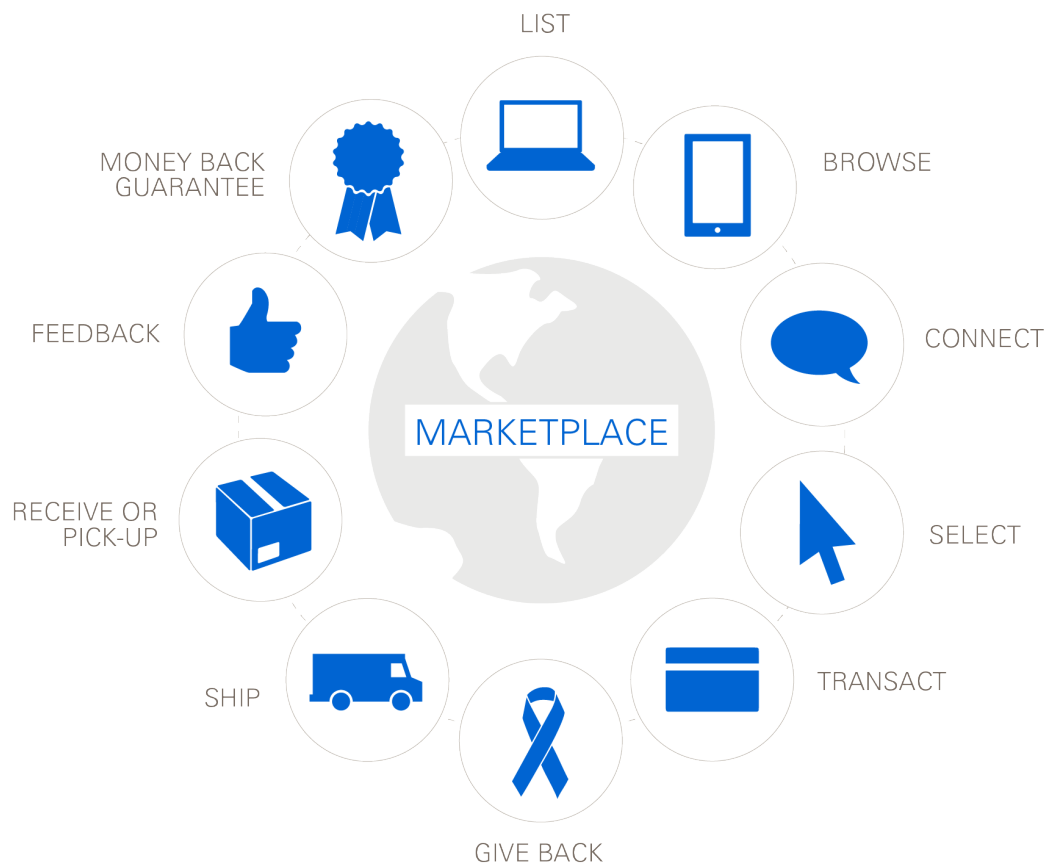 LIST
BROWSE
CONNECT
SELECT
TRANSACT
GIVE BACK
SHIP
RECEIVE OR
PICK-UP
FEEDBACK
MONEY BACK
GUARANTEE
MARKETPLACE